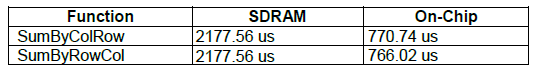 Function SDRAM On-Chip
SumByColRow 2177.56 us 770.74 us
SumByRowCol 2177.56 us 766.02 us